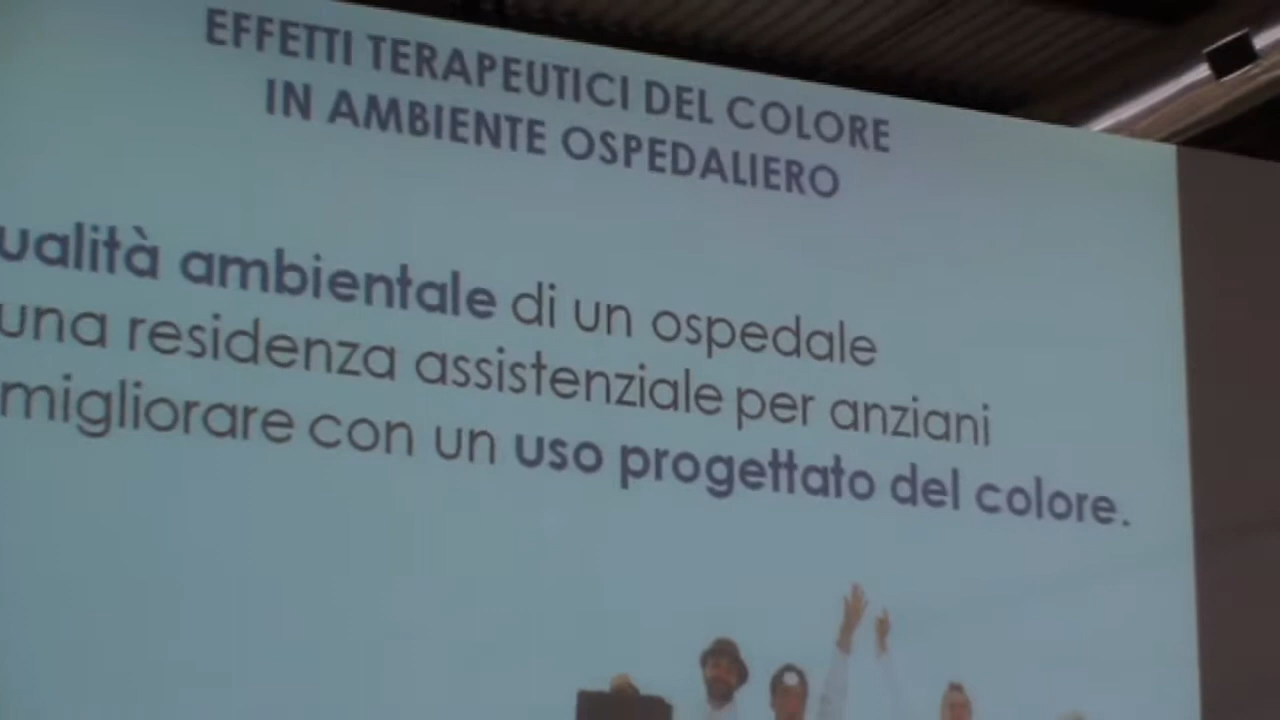 EFFETTI TERAPEUTICI DEL COLORE
IN AMBIENTE OSPEDALIERO
ualità ambientale di un ospedale
una residenza assistenziale per anziani
migliorare con un uso progettato del colore.